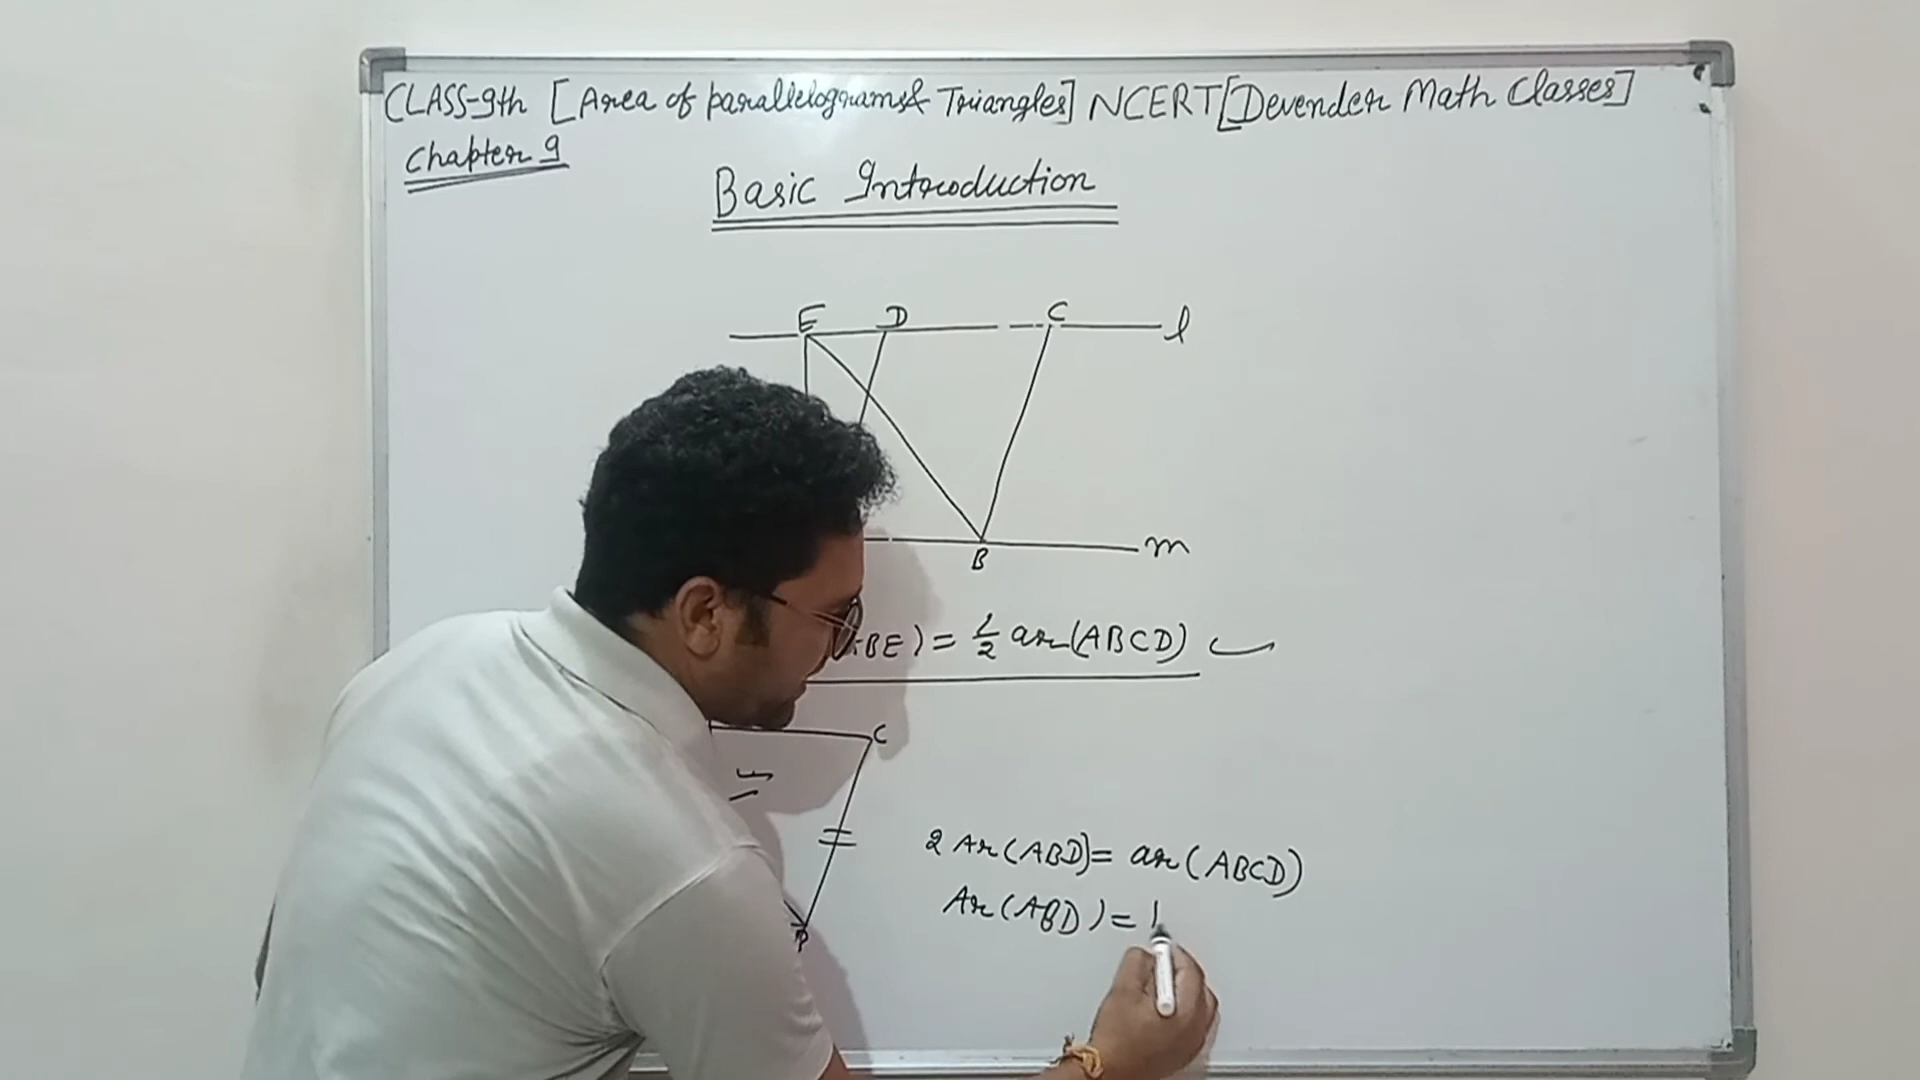 CLASS-9th [Area of parallelograms & Triangles] NCERT [Devender Math Classes]
Chapter 9
Basic Introduction
E D C l
B m
BE) = 1/2 ar(ABCD)
C
2 Ar(ABD) = ar(ABCD)
Ar(ABD) = 1
B